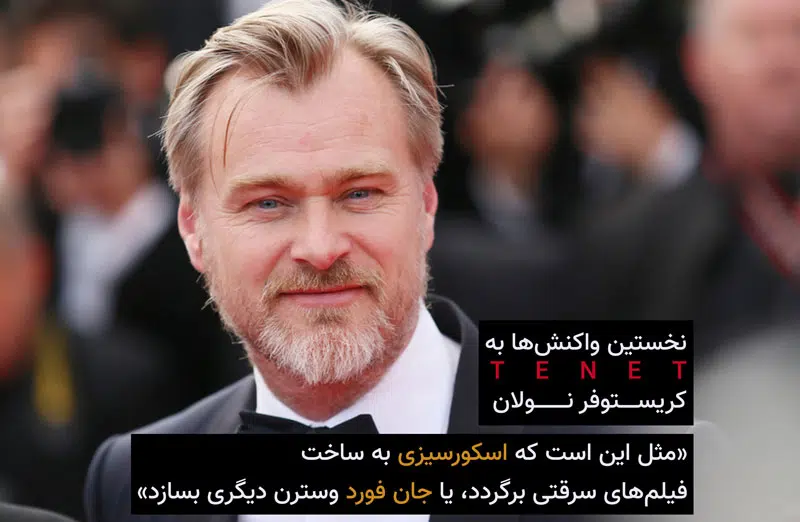 نخستین واکنش‌ها به
TENET
کریستوفر نولان
«مثل این است که اسکورسیزی به ساخت
فیلم‌های سرقتی برگردد، یا جان فورد وسترن دیگری بسازد»